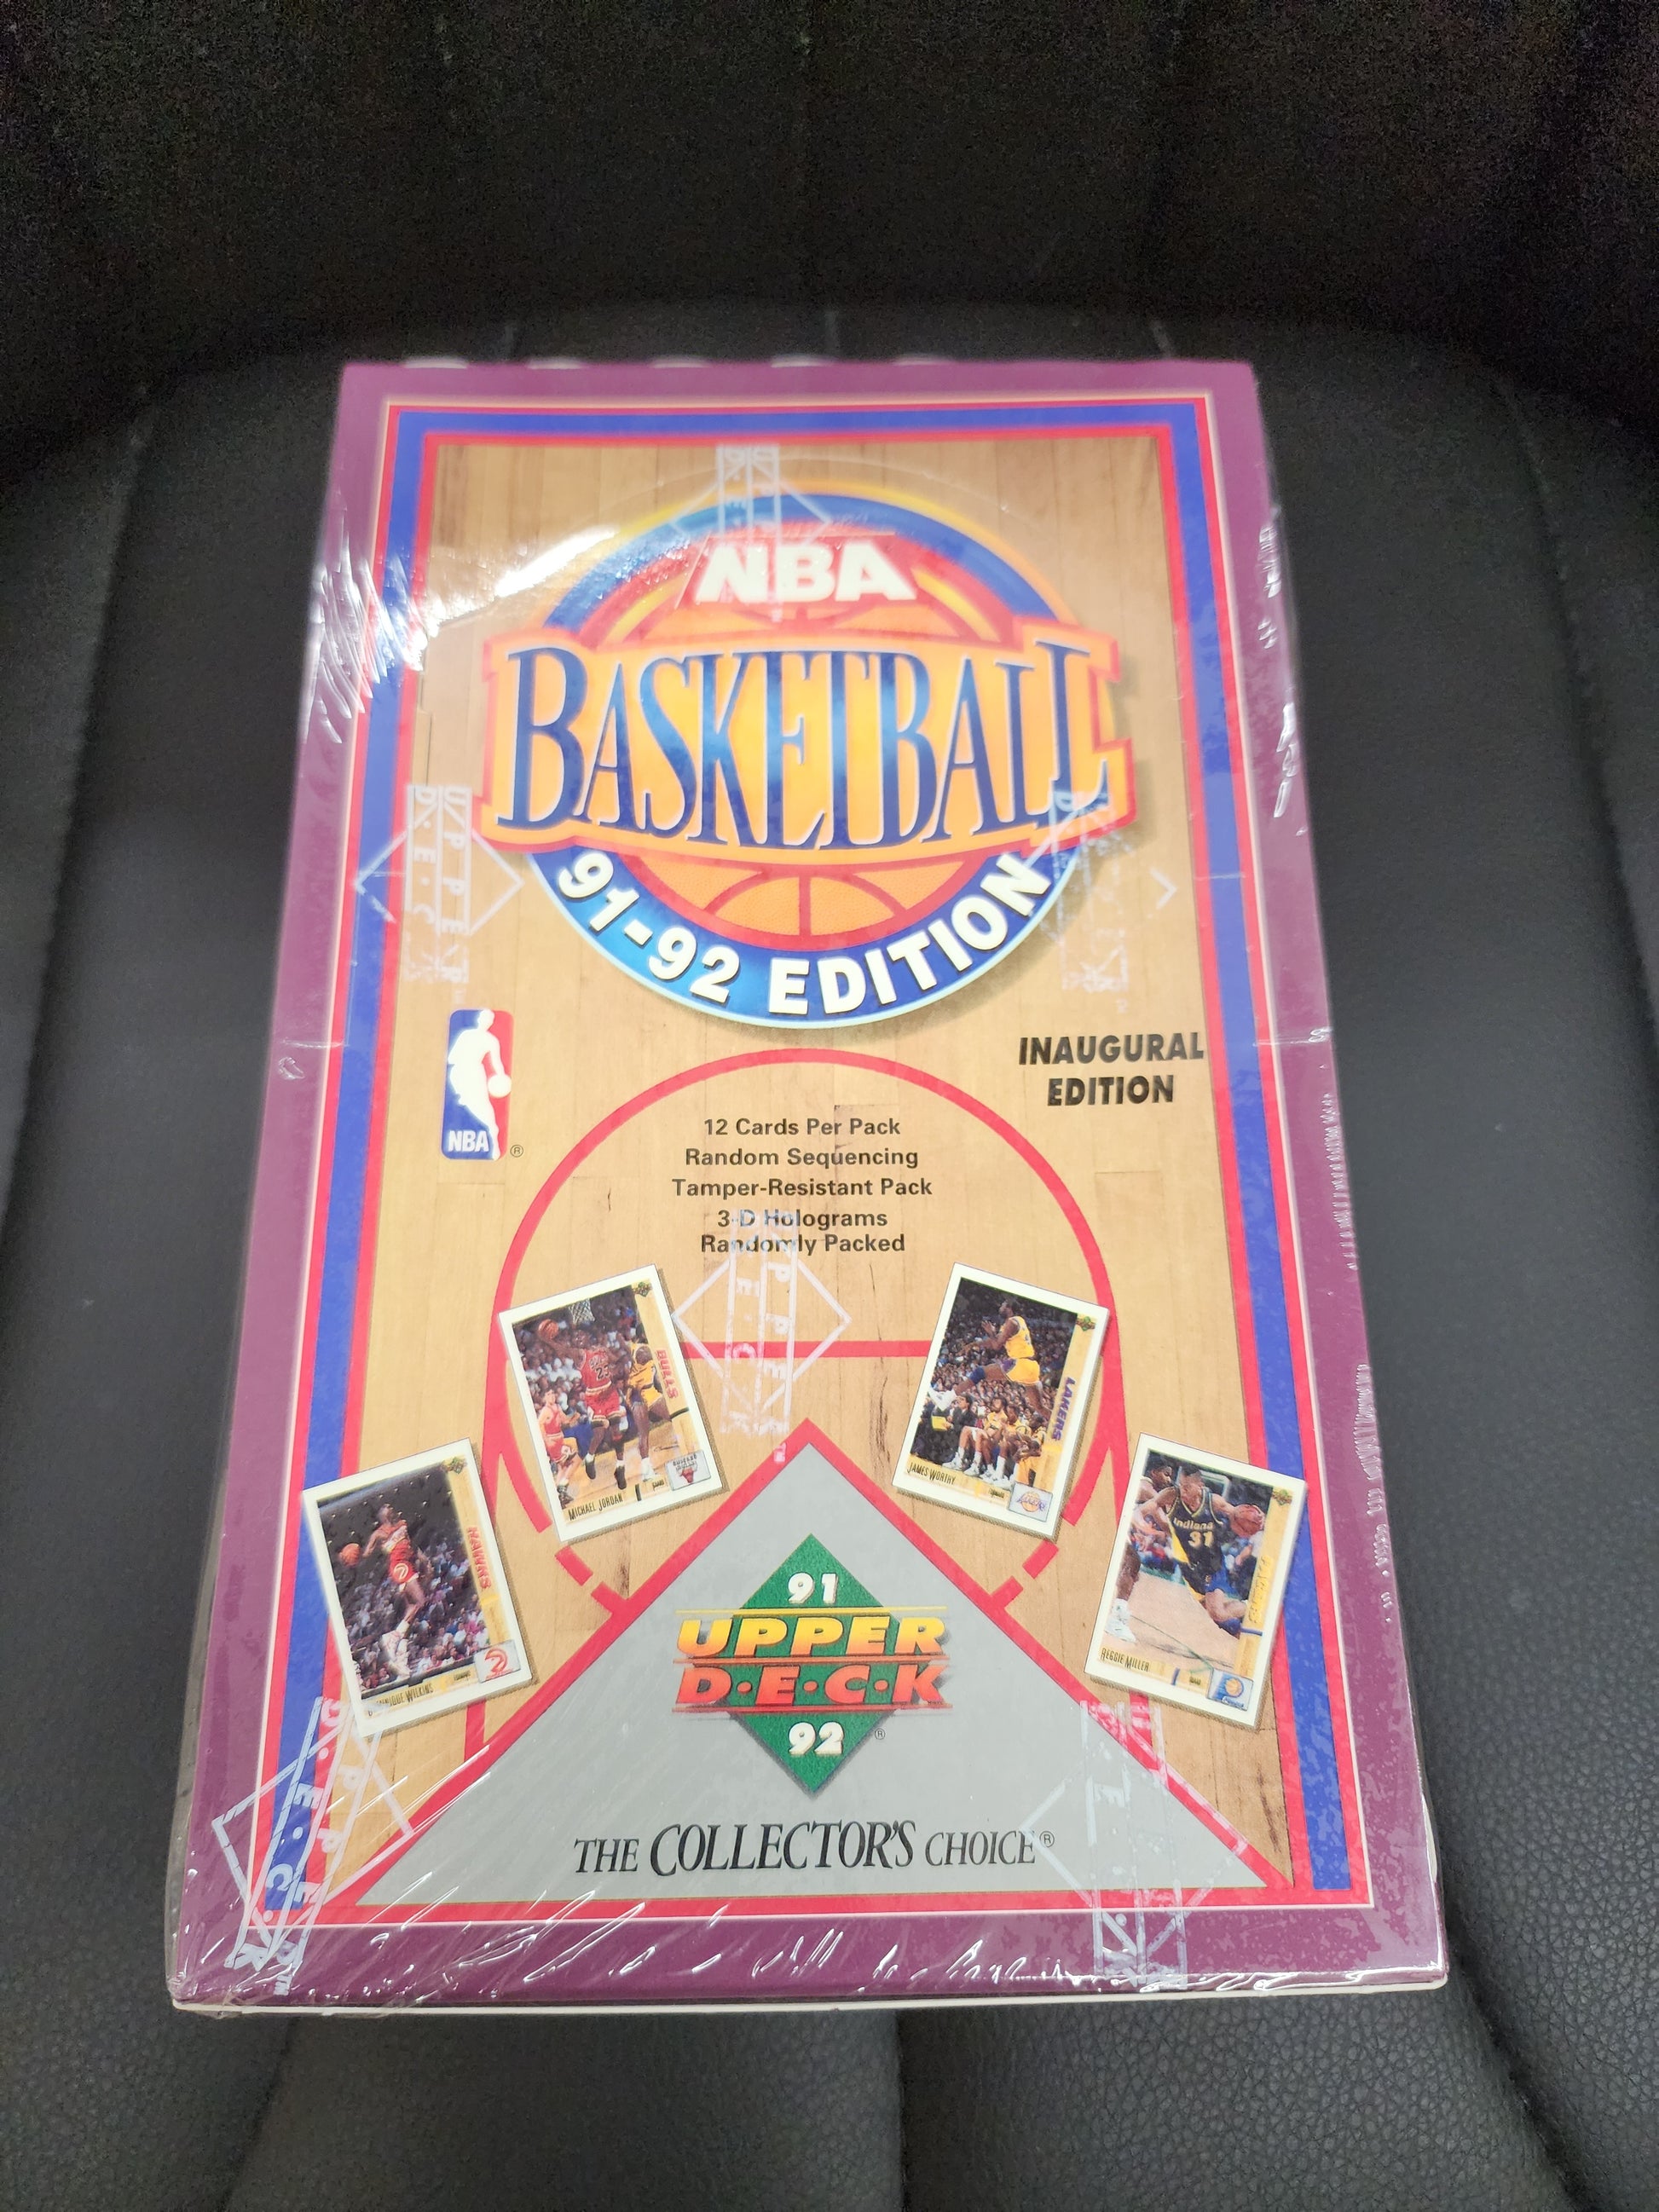 NBA
BASKETBALL
91-92 EDITION
NBA
®
INAUGURAL
EDITION
12 Cards Per Pack
Random Sequencing
Tamper-Resistant Pack
3-D Holograms
Randomly Packed
BULLS
MICHAEL JORDAN
LAKERS
JAMES WORTHY
HAWKS
WILKINS
Indiana
31
REGGIE MILLER
91
UPPER
D·E·C·K
92
®
THE COLLECTOR'S CHOICE®